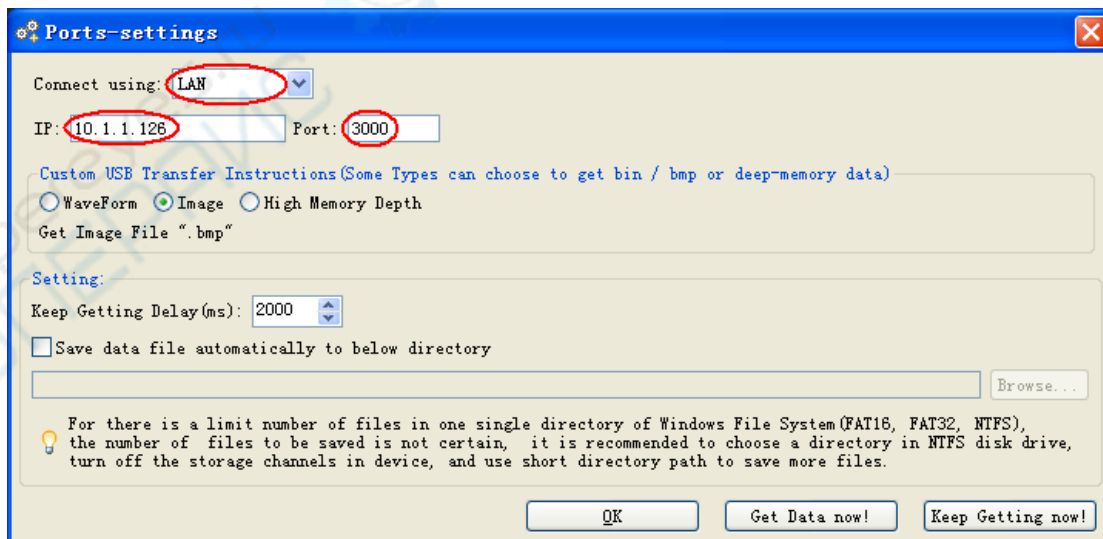 Ports-settings
Connect using: LAN
IP: 10.1.1.126 Port: 3000
Custom USB Transfer Instructions(Some Types can choose to get bin / bmp or deep-memory data)
WaveForm Image High Memory Depth
Get Image File ".bmp"
Setting:
Keep Getting Delay(ms): 2000
Save data file automatically to below directory
Browse...
For there is a limit number of files in one single directory of Windows File System(FAT16, FAT32, NTFS),
the number of files to be saved is not certain, it is recommended to choose a directory in NTFS disk drive,
turn off the storage channels in device, and use short directory path to save more files.
OK Get Data now! Keep Getting now!